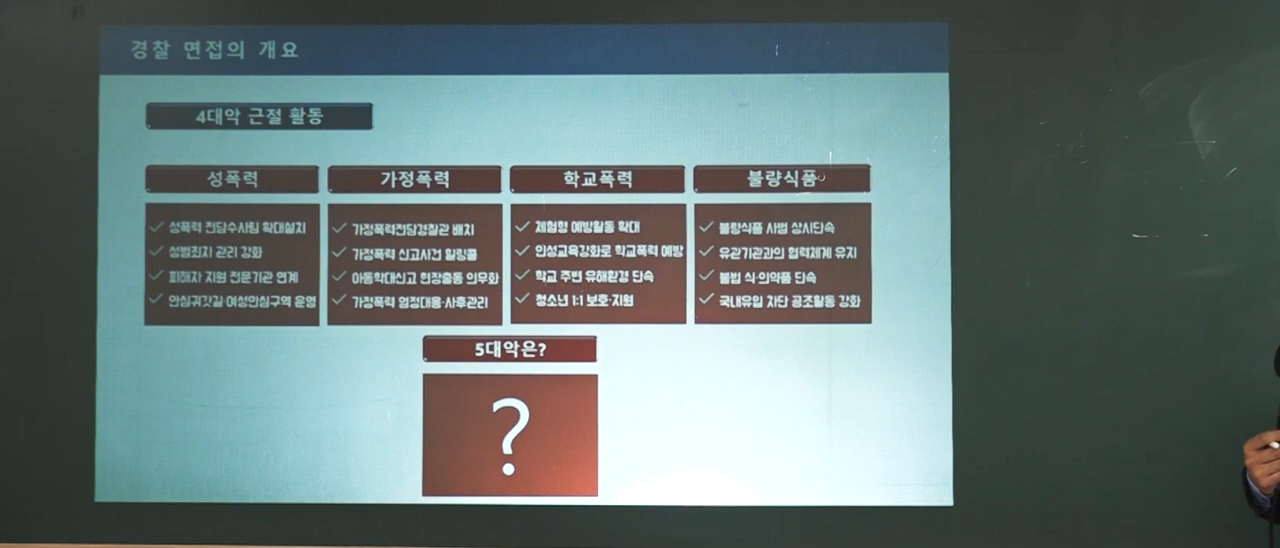 경찰 면접의 개요
4대악 근절 활동
성폭력
성폭력 전담수사팀 확대설치
성범죄자 관리 강화
피해자 지원 전문기관 연계
안심귀갓길·여성안심구역 운영
가정폭력
가정폭력전담경찰관 배치
가정폭력 신고사건 힐링콜
아동학대신고 현장출동 의무화
가정폭력 엄정대응·사후관리
학교폭력
체험형 예방활동 확대
인성교육강화로 학교폭력 예방
학교 주변 유해환경 단속
청소년 1:1 보호·지원
불량식품
불량식품 사범 상시단속
유관기관과의 협력체계 유지
불법 식·의약품 단속
국내유입 차단 공조활동 강화
5대악은?
?